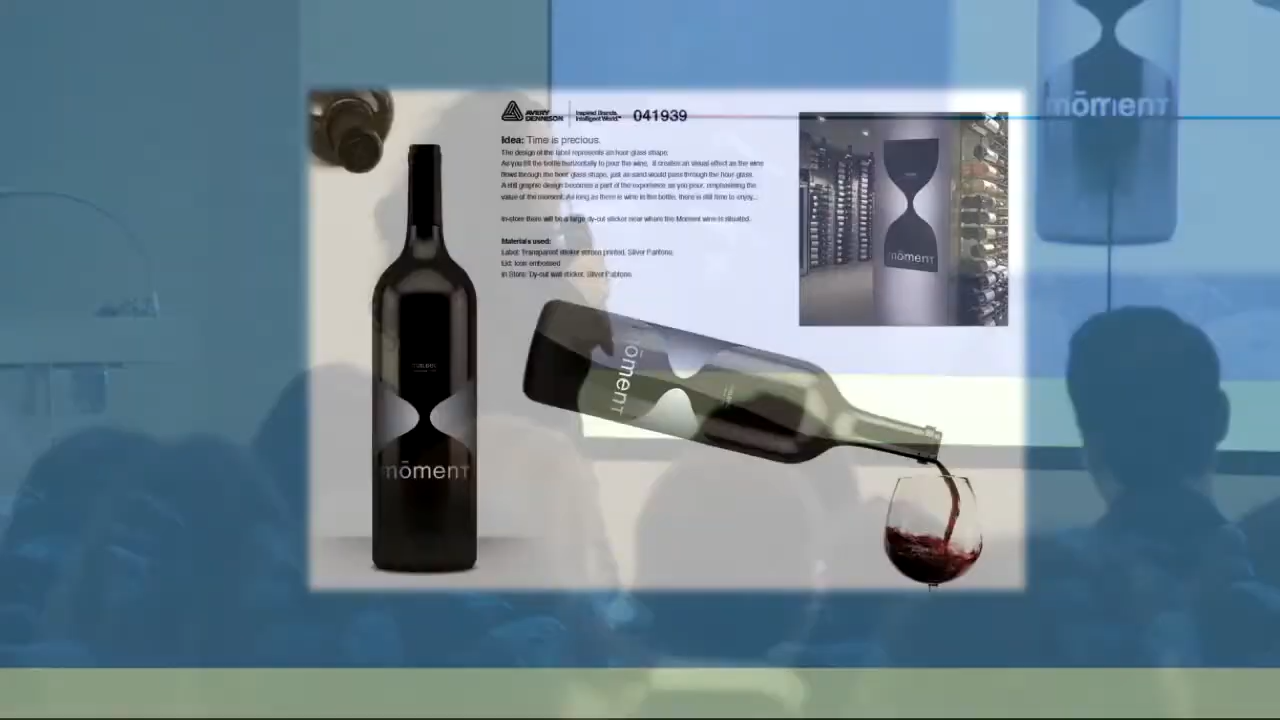 AVERY
DENNISON
Inspired Brands.
Intelligent World.™
041939
Idea: Time is precious.
The design of the label represents an hour glass shape.
As you tilt the bottle horizontally to pour the wine, it creates an visual effect as the wine
flows through the hour glass shape, just as sand would pass through the hour glass.
A still graphic design becomes a part of the experience as you pour, emphasising the
value of the moment. As long as there is wine in the bottle, there is still time to enjoy...
In-store there will be a large dy-cut sticker near where the Moment wine is situated.
Materials used:
Label: Transparent sticker screen printed, Silver Pantone.
In Store: Dy-cut wall sticker, Silver Pantone.
mōmenT
mōmenT
mōmenT
mōmenT